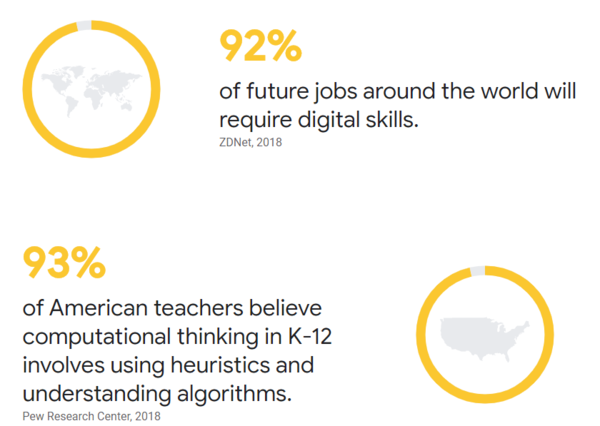 92%
of future jobs around the world will
require digital skills.
ZDNet, 2018
93%
of American teachers believe
computational thinking in K-12
involves using heuristics and
understanding algorithms.
Pew Research Center, 2018